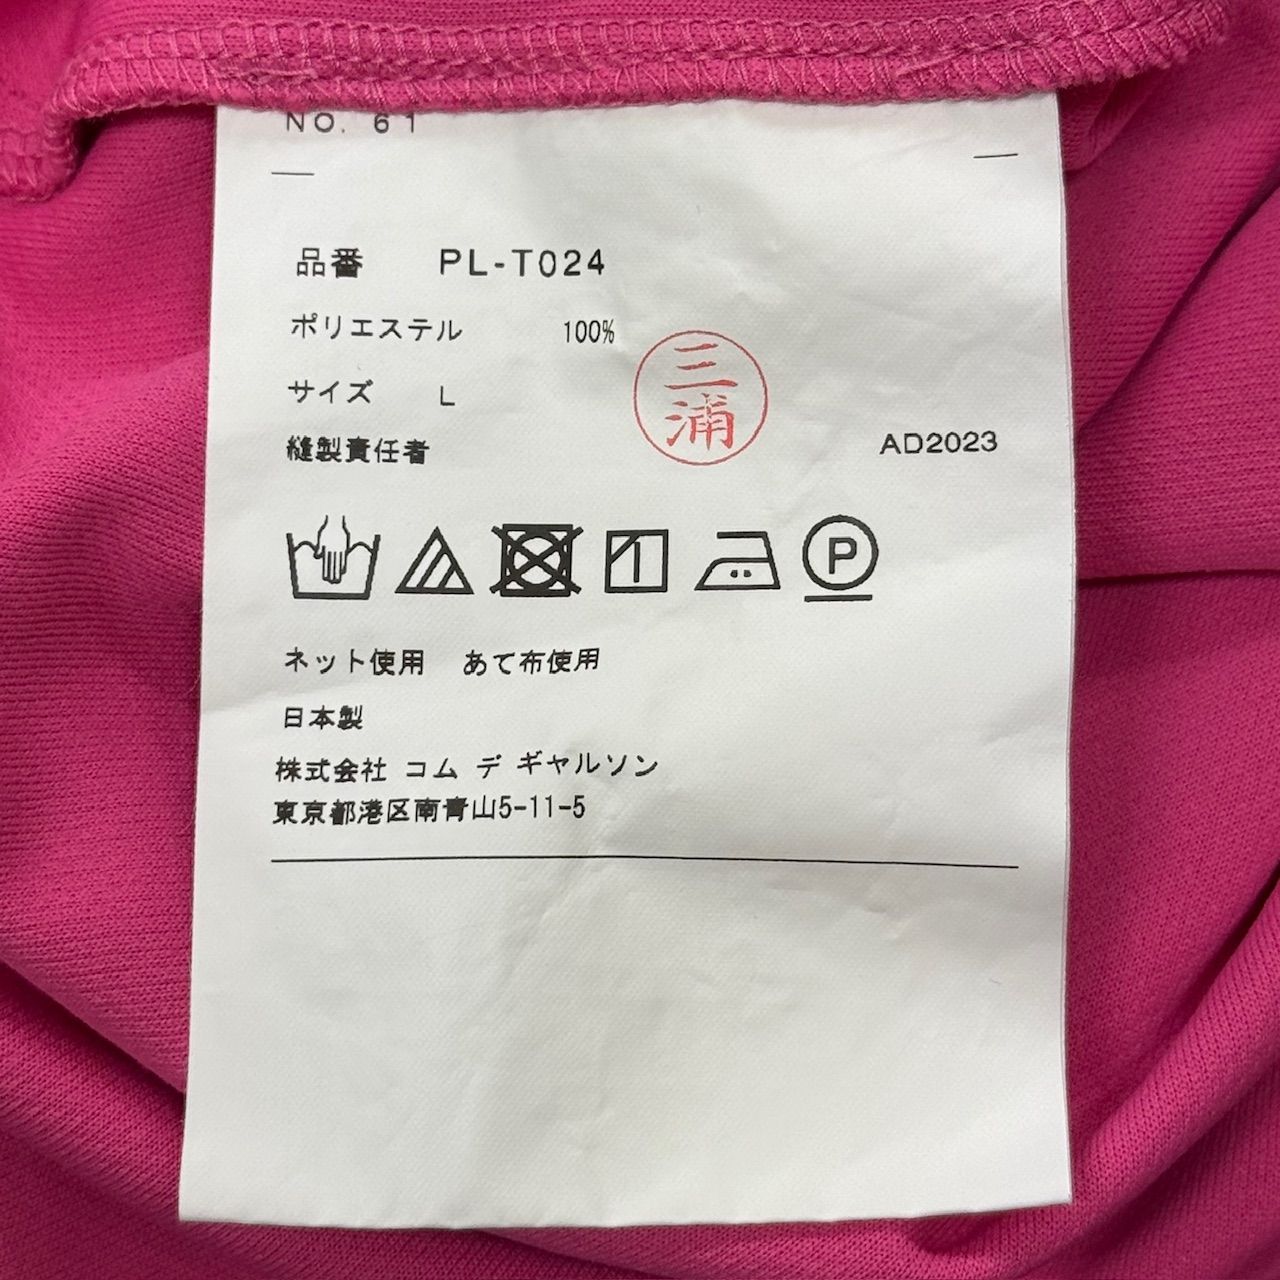 NO. 61
品番 PL-T024
ポリエステル 100%
サイズ L
三浦
縫製責任者
AD2023
P
ネット使用 あて布使用
日本製
株式会社 コム デ ギャルソン
東京都港区南青山5-11-5